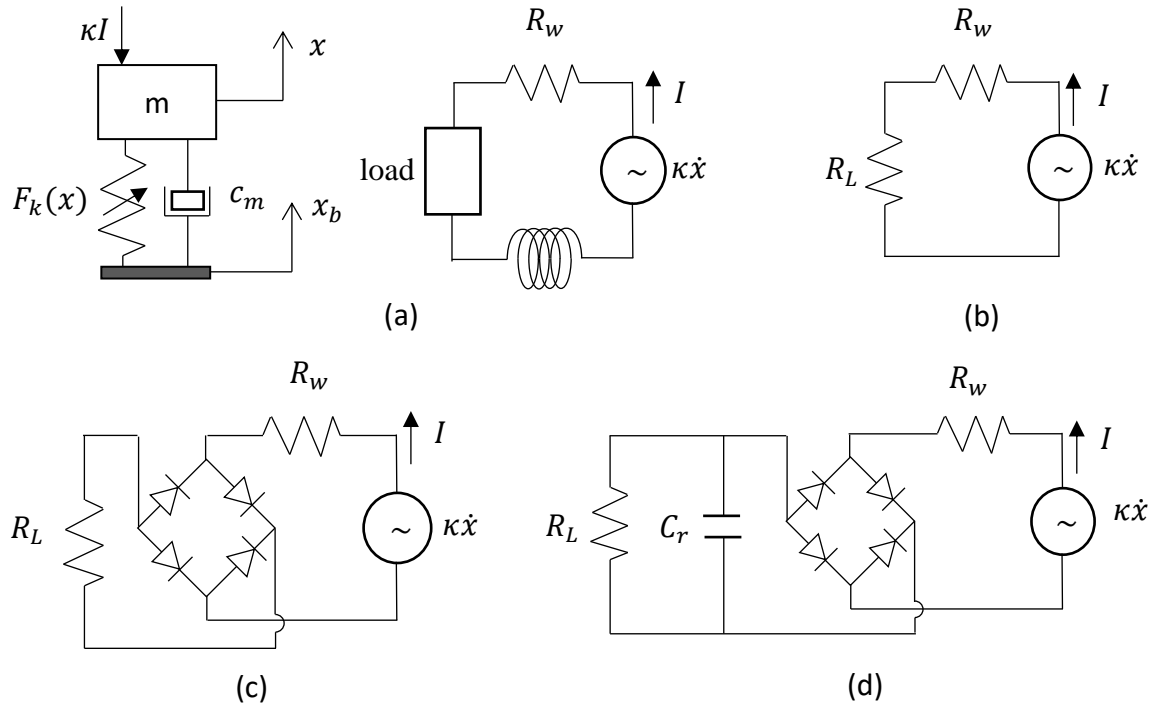 κI
x
m
F_k(x)
c_m
x_b
R_w
I
load
~
κẋ
(a)
R_w
I
R_L
~
κẋ
(b)
R_w
I
R_L
~
κẋ
(c)
R_w
I
R_L
C_r
~
κẋ
(d)